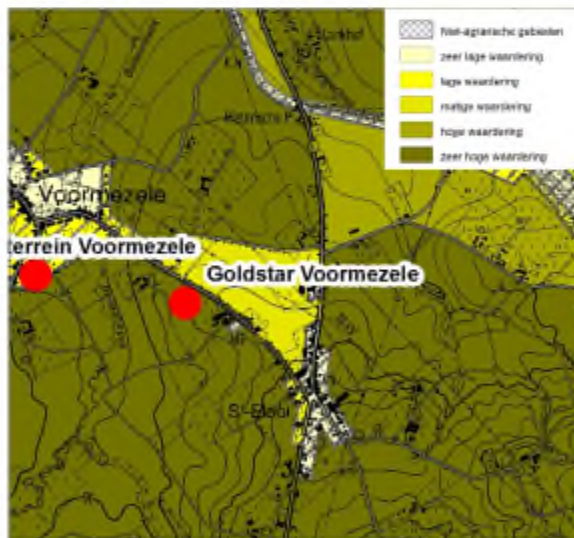 Niet-agrarische gebieden
zeer lage waardering
lage waardering
matige waardering
hoge waardering
zeer hoge waardering
Voormezele
terrein Voormezele
Goldstar Voormezele
St-Elooi